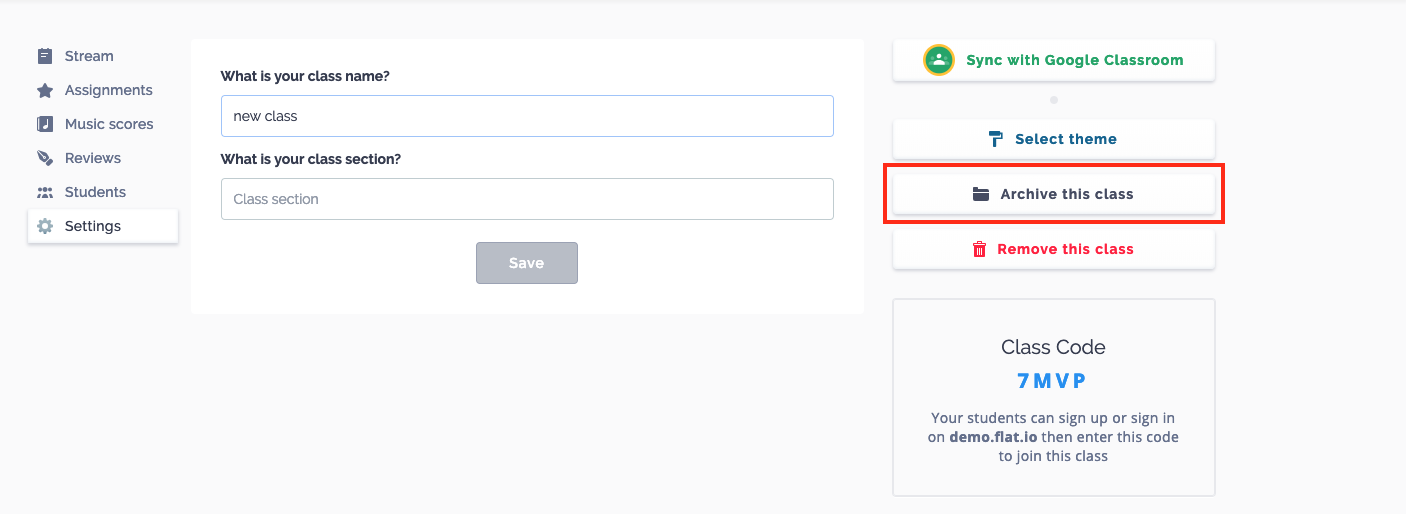 Stream
Assignments
Music scores
Reviews
Students
Settings
What is your class name?
new class
What is your class section?
Class section
Save
Sync with Google Classroom
Select theme
Archive this class
Remove this class
Class Code
7MVP
Your students can sign up or sign in
on demo.flat.io then enter this code
to join this class